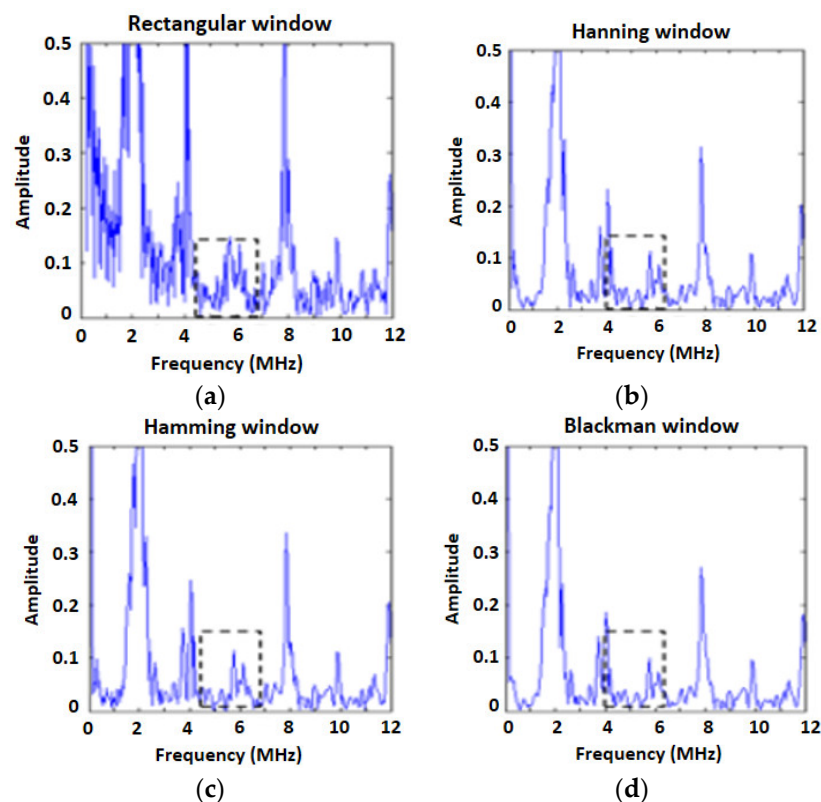 Rectangular window
0.5
0.4
0.3
0.2
0.1
0
Amplitude
0 2 4 6 8 10 12
Frequency (MHz)
(a)
Hanning window
0.5
0.4
0.3
0.2
0.1
0
Amplitude
0 2 4 6 8 10 12
Frequency (MHz)
(b)
Hamming window
0.5
0.4
0.3
0.2
0.1
0
Amplitude
0 2 4 6 8 10 12
Frequency (MHz)
(c)
Blackman window
0.5
0.4
0.3
0.2
0.1
0
Amplitude
0 2 4 6 8 10 12
Frequency (MHz)
(d)